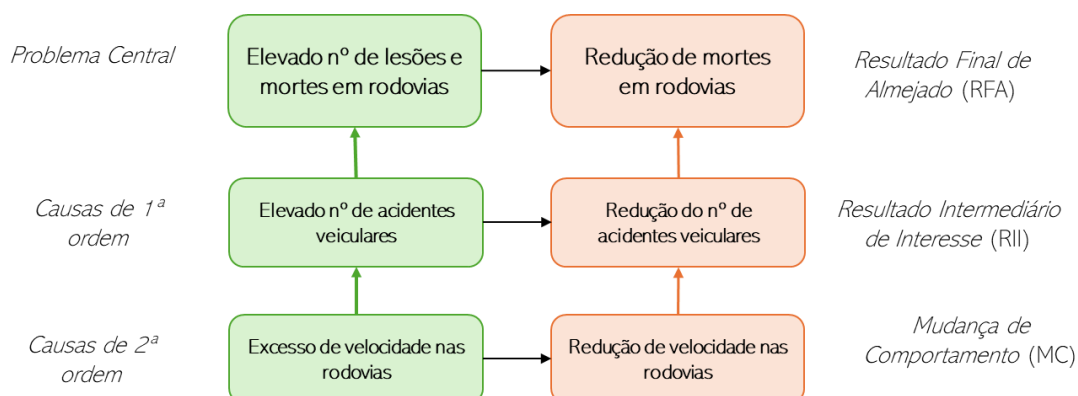 Problema Central
Elevado nº de lesões e
mortes em rodovias
Redução de mortes
em rodovias
Resultado Final de
Almejado (RFA)
Causas de 1ª
ordem
Elevado nº de acidentes
veiculares
Redução do nº de
acidentes veiculares
Resultado Intermediário
de Interesse (RII)
Causas de 2ª
ordem
Excesso de velocidade nas
rodovias
Redução de velocidade nas
rodovias
Mudança de
Comportamento (MC)